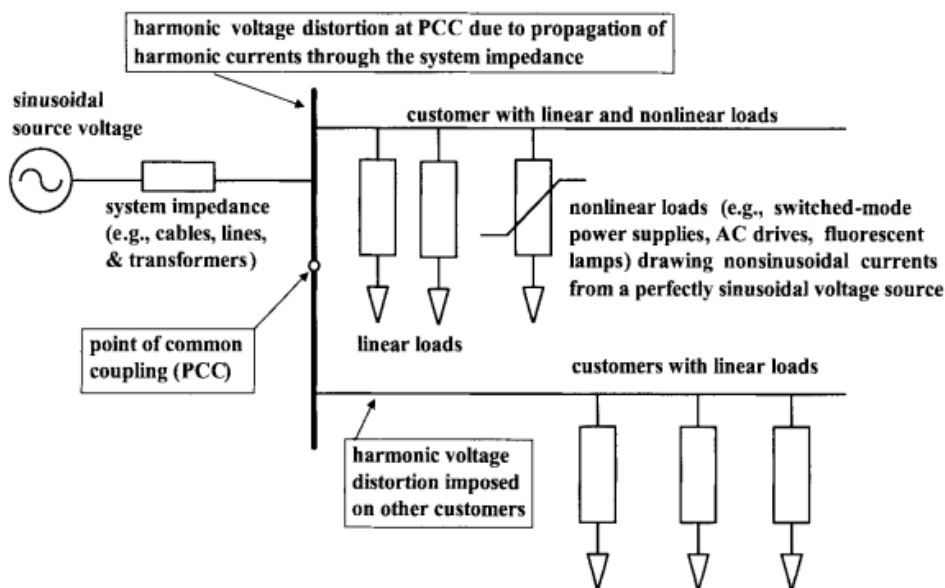 harmonic voltage distortion at PCC due to propagation of
harmonic currents through the system impedance
sinusoidal
source voltage
customer with linear and nonlinear loads
system impedance
(e.g., cables, lines,
& transformers)
nonlinear loads (e.g., switched-mode
power supplies, AC drives, fluorescent
lamps) drawing nonsinusoidal currents
from a perfectly sinusoidal voltage source
linear loads
point of common
coupling (PCC)
customers with linear loads
harmonic voltage
distortion imposed
on other customers